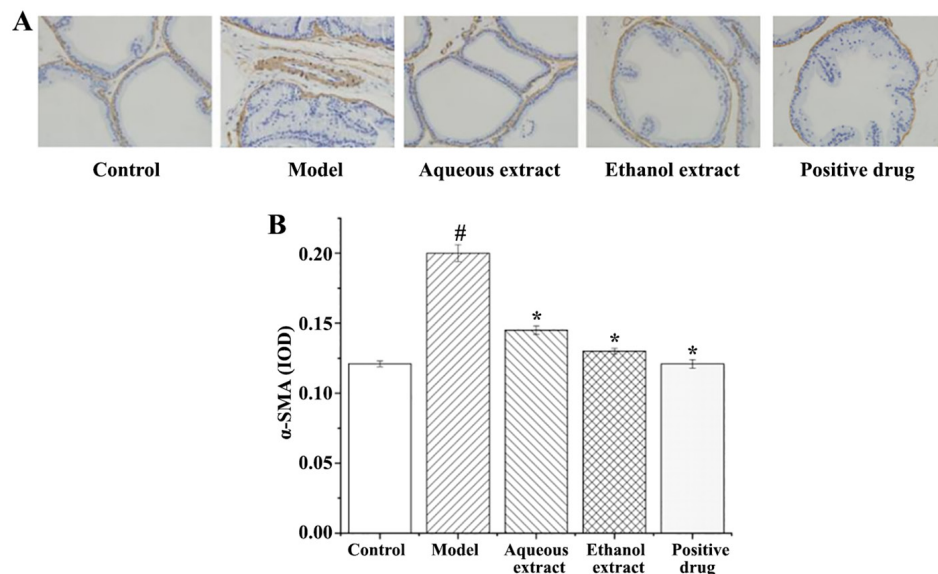 A
Control Model Aqueous extract Ethanol extract Positive drug
B
#
0.20
*
0.15
*
*
0.10
α-SMA (IOD)
0.05
0.00
Control Model Aqueous extract Ethanol extract Positive drug